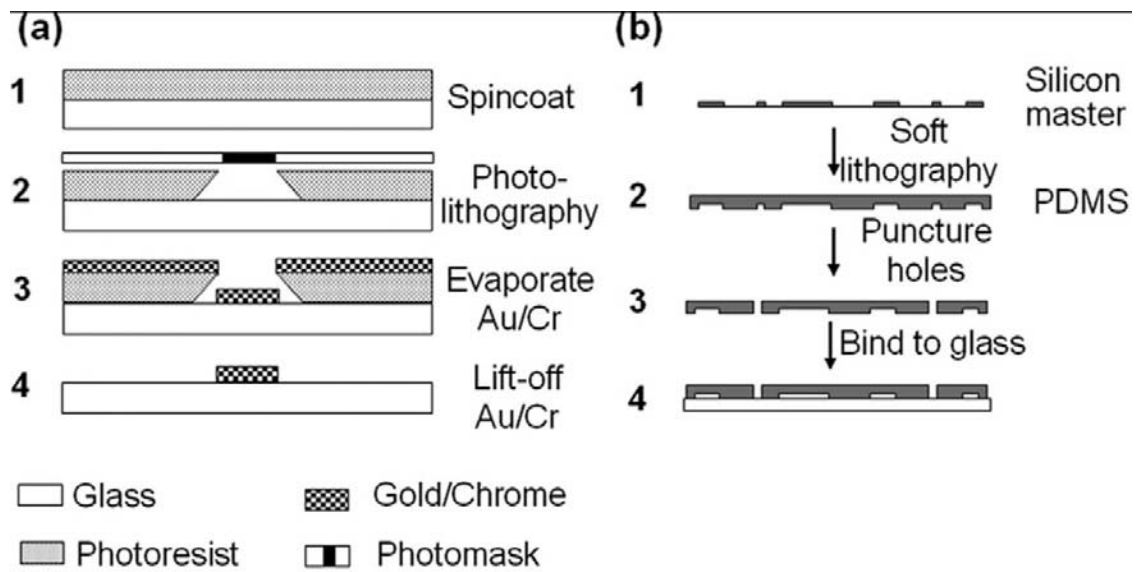 (a)
1
Spincoat
2
Photo-
lithography
3
Evaporate
Au/Cr
4
Lift-off
Au/Cr
Glass
Gold/Chrome
Photoresist
Photomask
(b)
1
Silicon
master
Soft
lithography
2
PDMS
Puncture
holes
3
Bind to glass
4